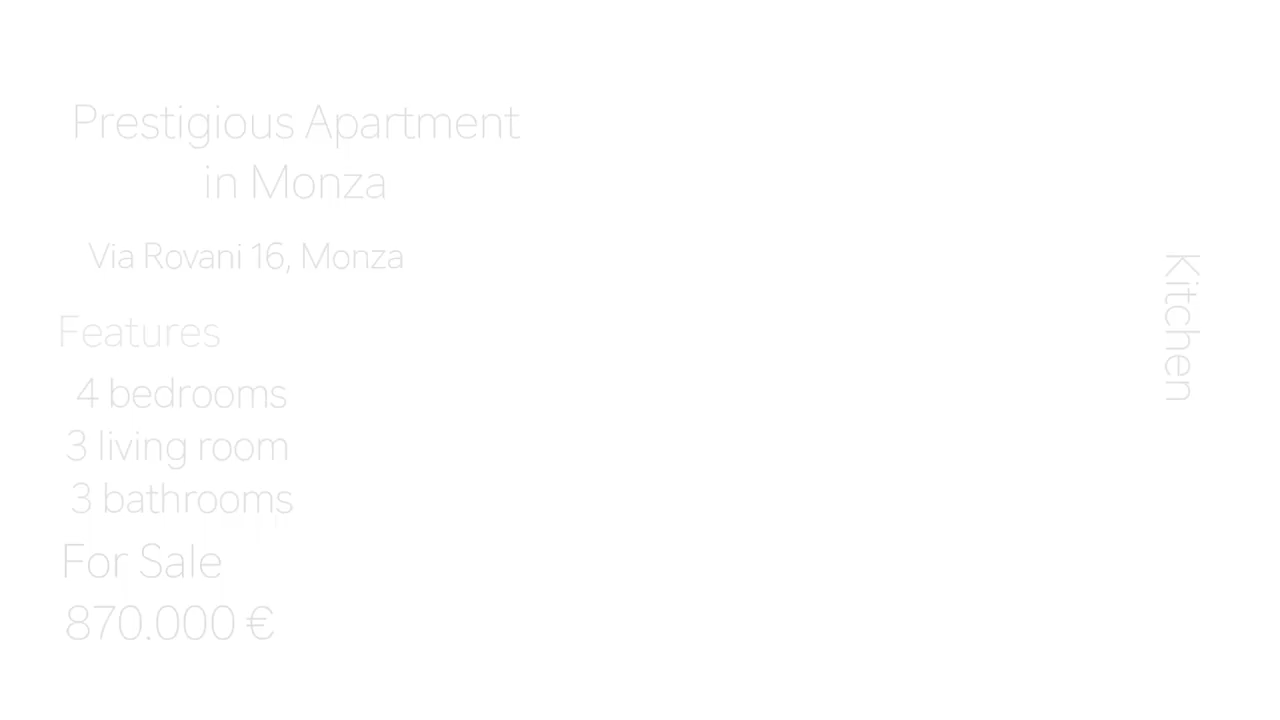 Prestigious Apartment
in Monza
Via Rovani 16, Monza
Features
4 bedrooms
3 living room
3 bathrooms
For Sale
870.000 €
Kitchen